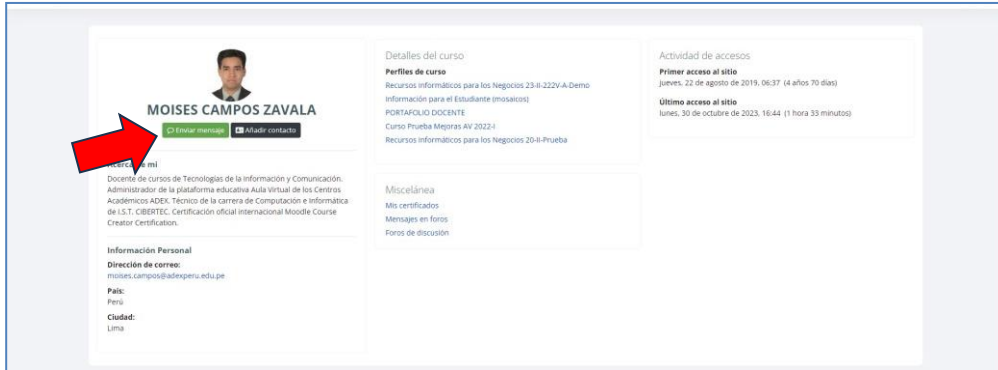 MOISES CAMPOS ZAVALA
Enviar mensaje
Añadir contacto
Acerca de mí
Docente de cursos de Tecnologías de la Información y Comunicación.
Administrador de la plataforma educativa Aula Virtual de los Centros
Académicos ADEX. Técnico de la carrera de Computación e Informática
de I.S.T. CIBERTEC. Certificación oficial internacional Moodle Course
Creator Certification.
Información Personal
Dirección de correo:
moises.campos@adexperu.edu.pe
País:
Perú
Ciudad:
Lima
Detalles del curso
Perfiles de curso
Recursos Informáticos para los Negocios 23-II-222V-A-Demo
Información para el Estudiante (mosaicos)
PORTAFOLIO DOCENTE
Curso Prueba Mejoras AV 2022-I
Recursos Informáticos para los Negocios 20-II-Prueba
Miscelánea
Mis certificados
Mensajes en foros
Foros de discusión
Actividad de accesos
Primer acceso al sitio
jueves, 22 de agosto de 2019, 06:37 (4 años 70 días)
Último acceso al sitio
lunes, 30 de octubre de 2023, 16:44 (1 hora 33 minutos)